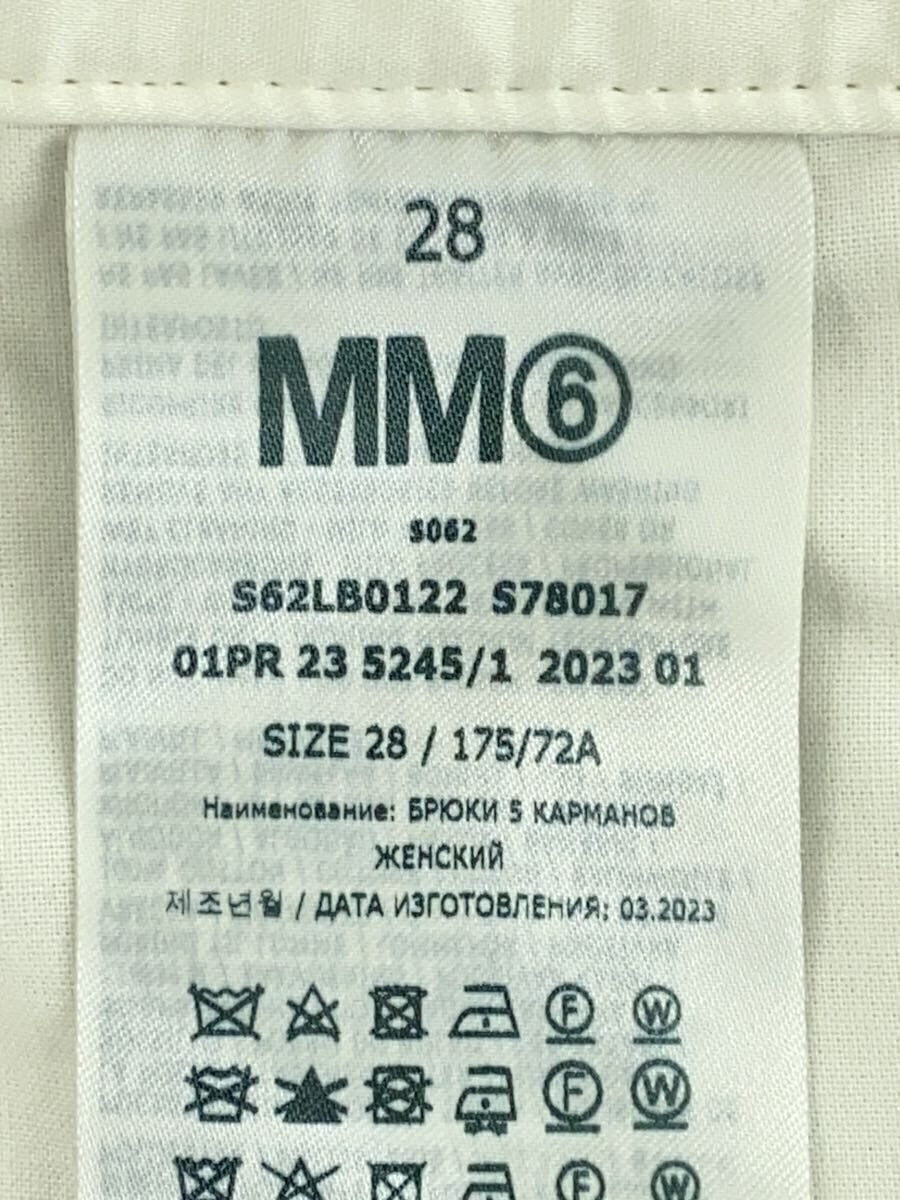 28
MM⑥
S062
S62LB0122 S78017
01PR 23 5245/1 2023 01
SIZE 28 / 175/72A
Наименование: БРЮКИ 5 КАРМАНОВ
ЖЕНСКИЙ
제조년월 / ДАТА ИЗГОТОВЛЕНИЯ: 03.2023
F W
F W
F W